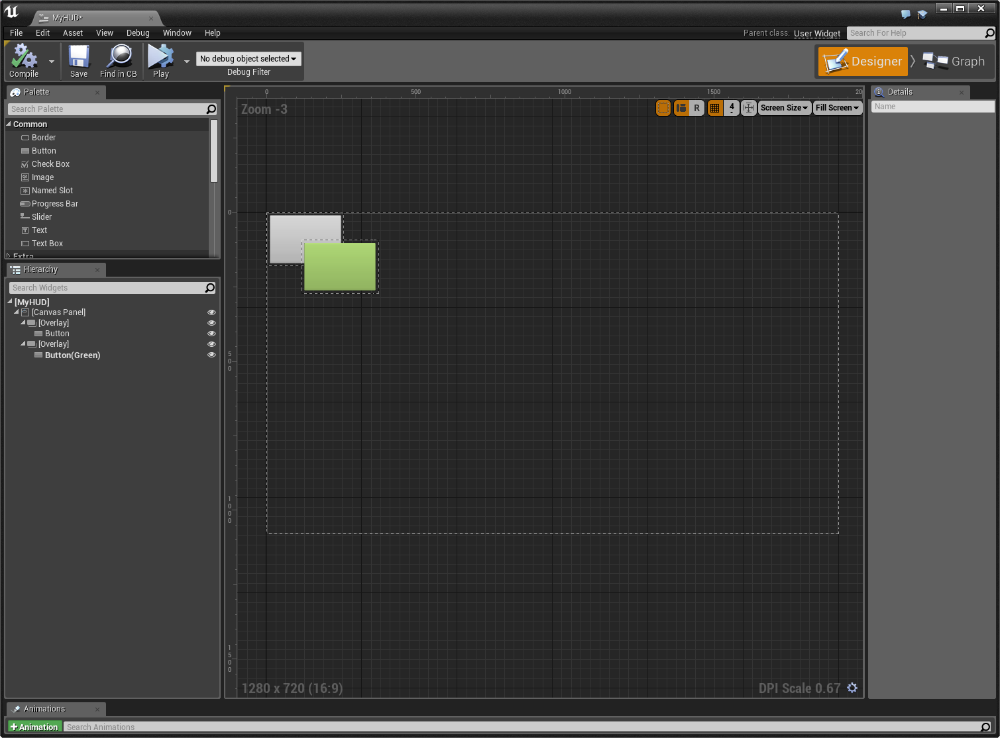 MyHUD*
File Edit Asset View Debug Window Help
Parent class: User Widget Search For Help
Compile Save Find in CB Play
No debug object selected
Debug Filter
Designer Graph
Palette
Search Palette
Common
Border
Button
Check Box
Image
Named Slot
Progress Bar
Slider
Text
Text Box
Extra
Hierarchy
Search Widgets
[MyHUD]
[Canvas Panel]
[Overlay]
Button
[Overlay]
Button(Green)
0 500 1000 1500 20
Zoom -3
R 4 Screen Size Fill Screen
0
500
1000
1500
1280 x 720 (16:9)
DPI Scale 0.67
Details
Name
Animations
+Animation Search Animations